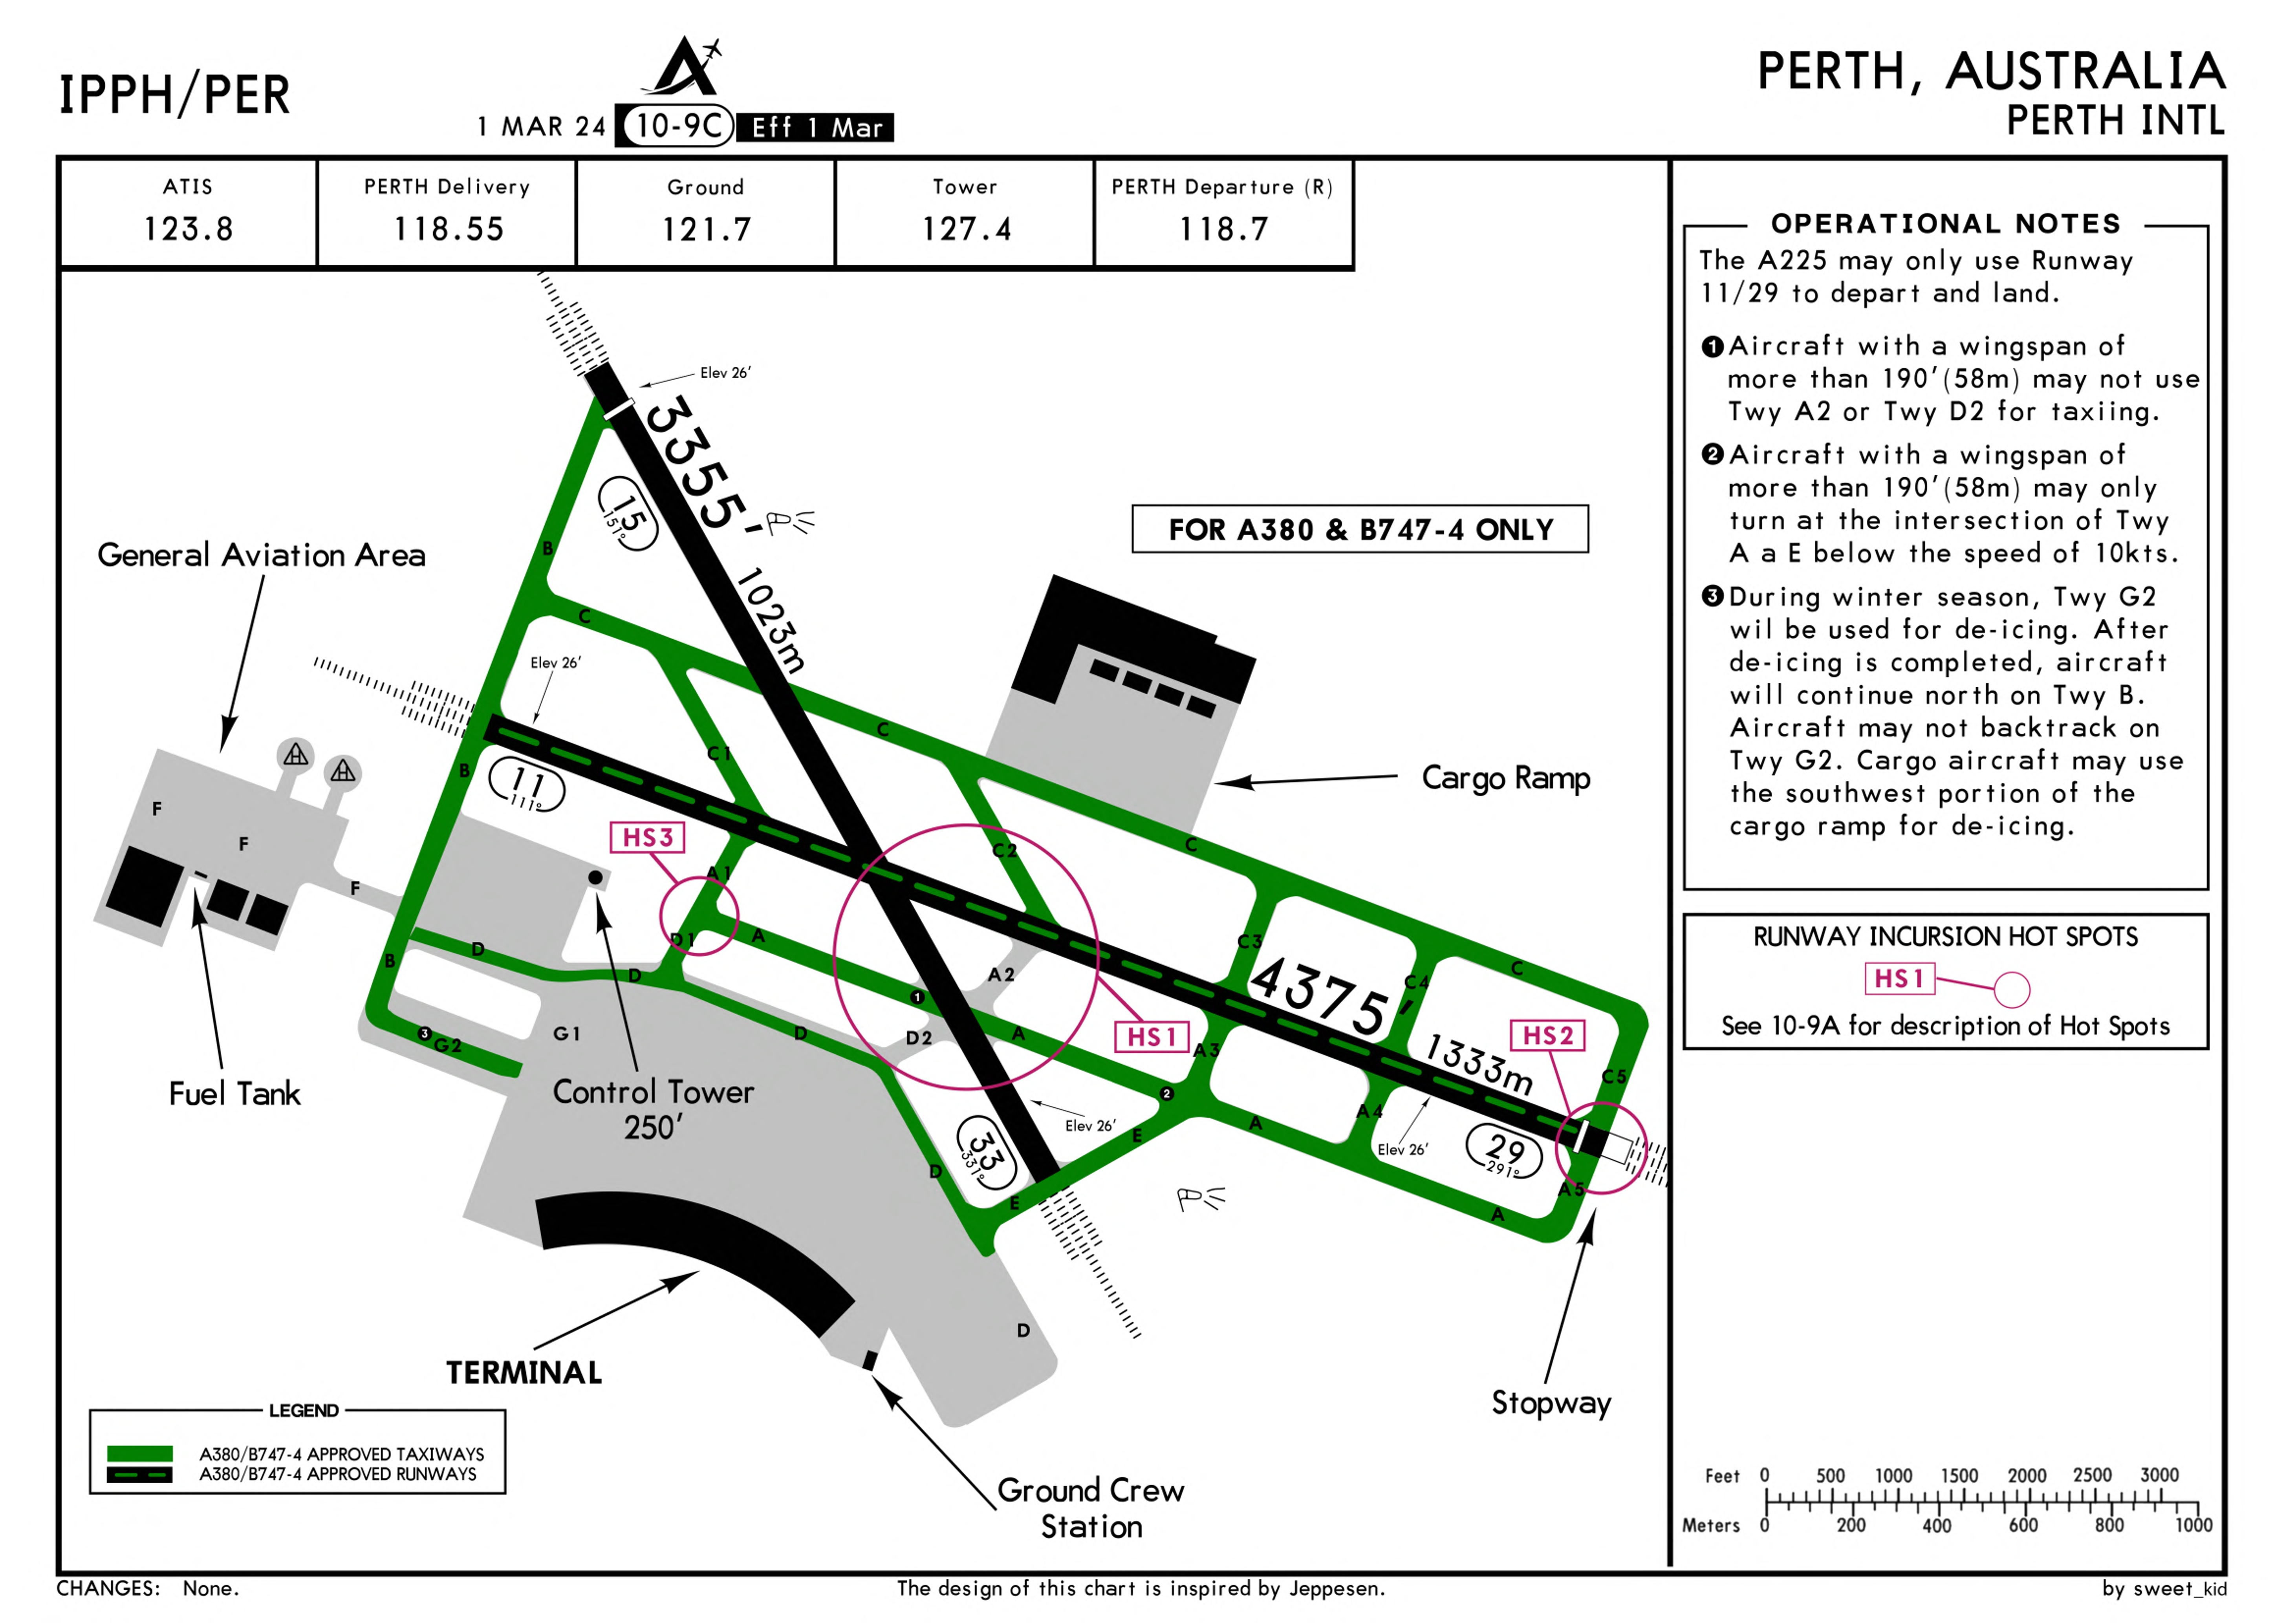 IPPH/PER
1 MAR 24 10-9C Eff 1 Mar
PERTH, AUSTRALIA
PERTH INTL
ATIS
123.8
PERTH Delivery
118.55
Ground
121.7
Tower
127.4
PERTH Departure (R)
118.7
OPERATIONAL NOTES
The A225 may only use Runway
11/29 to depart and land.
1 Aircraft with a wingspan of
more than 190'(58m) may not use
Twy A2 or Twy D2 for taxiing.
2 Aircraft with a wingspan of
more than 190'(58m) may only
turn at the intersection of Twy
A a E below the speed of 10kts.
3 During winter season, Twy G2
wil be used for de-icing. After
de-icing is completed, aircraft
will continue north on Twy B.
Aircraft may not backtrack on
Twy G2. Cargo aircraft may use
the southwest portion of the
cargo ramp for de-icing.
RUNWAY INCURSION HOT SPOTS
HS1
See 10-9A for description of Hot Spots
Elev 26'
3355'
1023m
15
151°
FOR A380 & B747-4 ONLY
General Aviation Area
B
C
Elev 26'
C1
C
B
11
111°
Cargo Ramp
H
H
F
F
F
HS3
A1
C2
C
D1
A
D
D
B
A2
C3
4375'
1333m
C4
C
1
D2
A
HS1
A3
HS2
3
G2
G1
D
Fuel Tank
Control Tower
250'
2
C5
Elev 26'
E
A
A4
Elev 26'
29
291°
33
331°
D
E
A5
A
D
TERMINAL
Stopway
Ground Crew
Station
LEGEND
A380/B747-4 APPROVED TAXIWAYS
A380/B747-4 APPROVED RUNWAYS
Feet 0 500 1000 1500 2000 2500 3000
Meters 0 200 400 600 800 1000
CHANGES: None.
The design of this chart is inspired by Jeppesen.
by sweet_kid